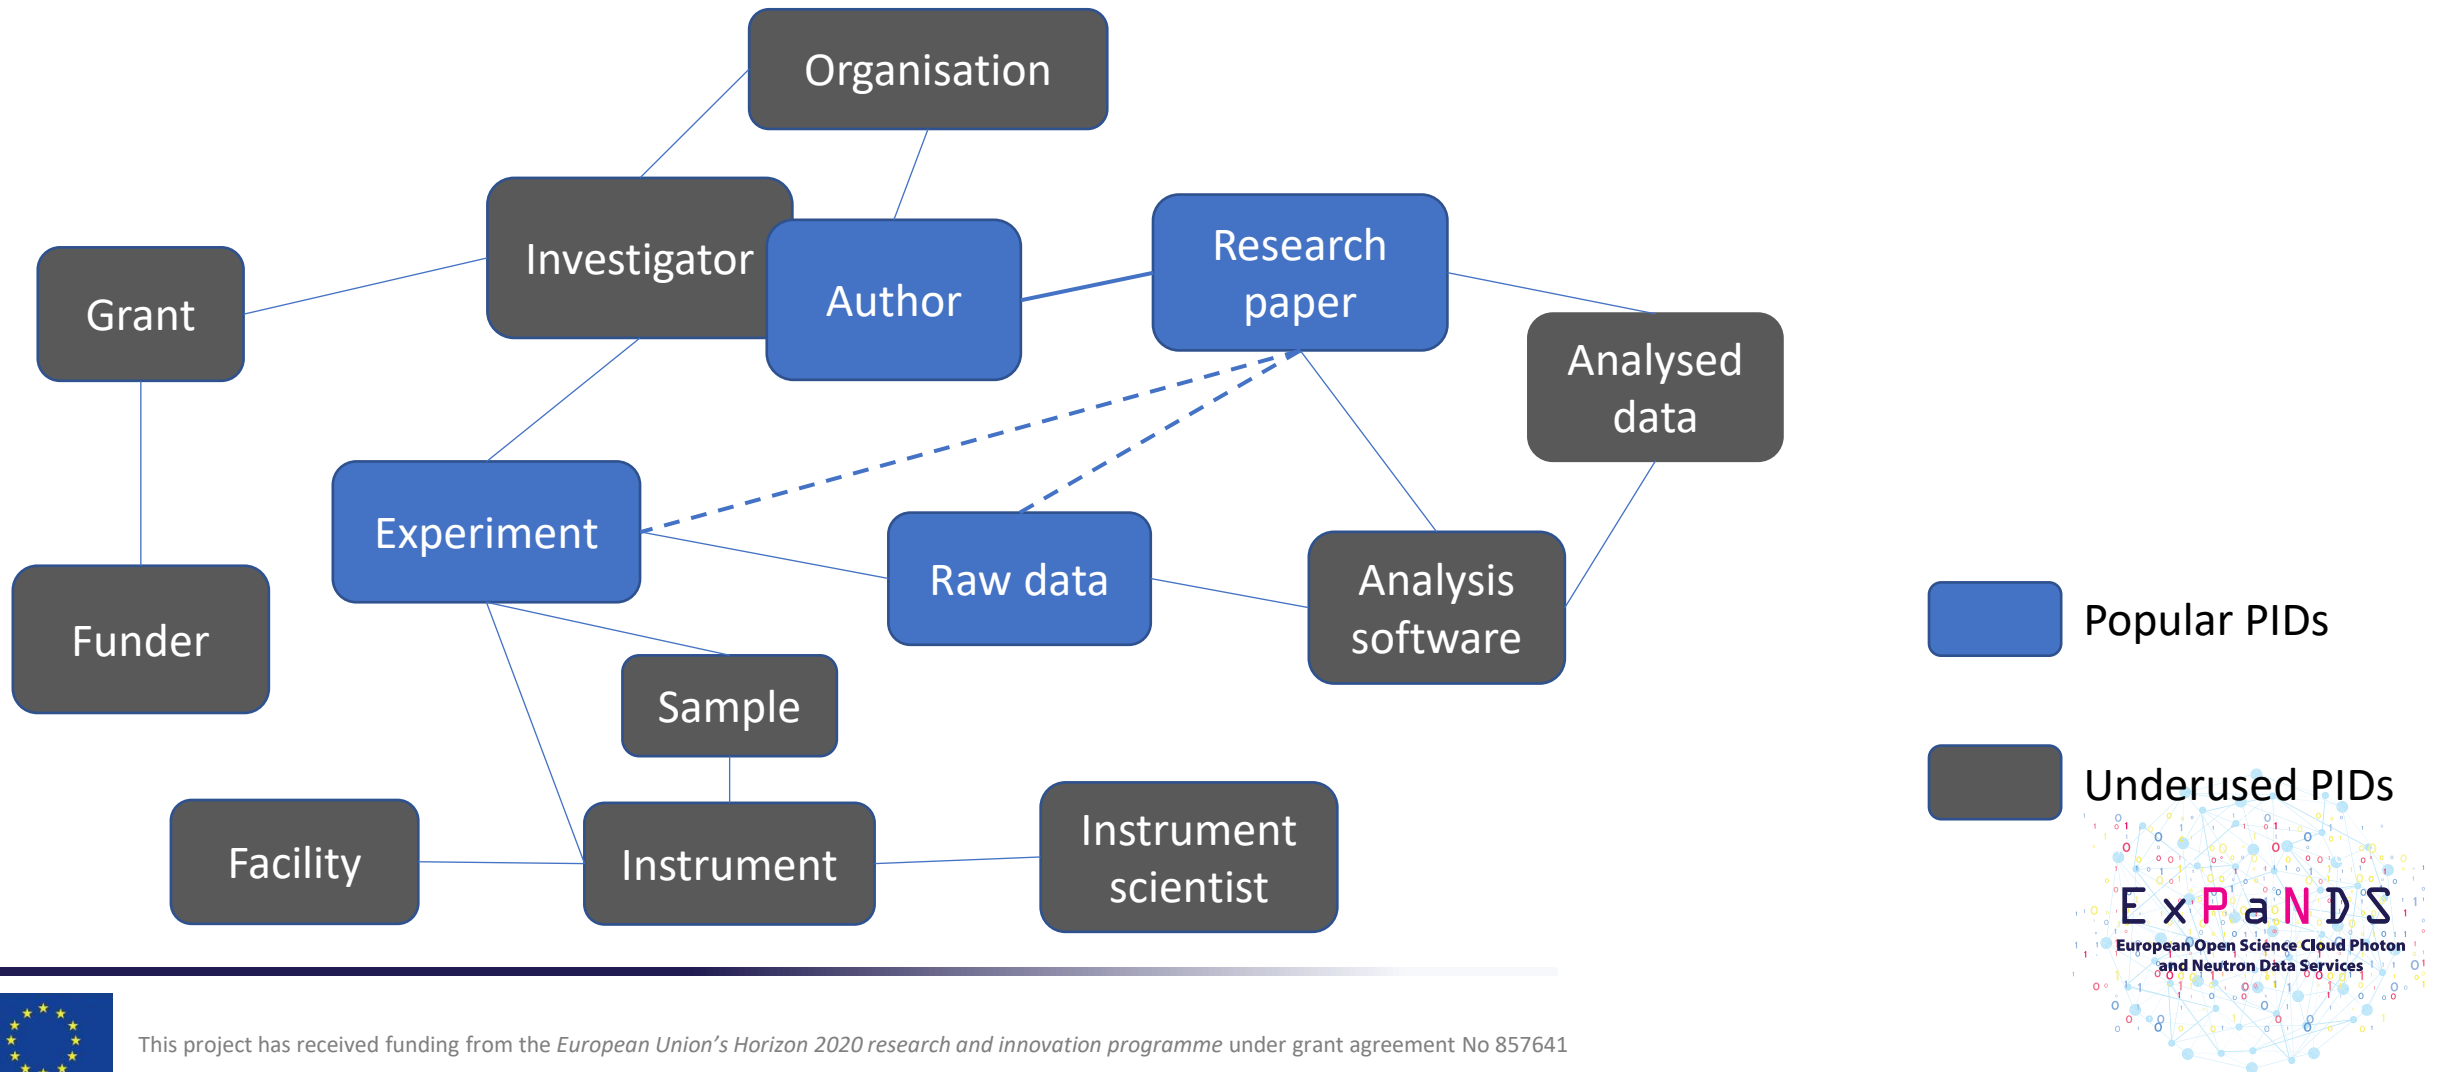 Organisation
Investigator
Author
Research
paper
Grant
Analysed
data
Experiment
Raw data
Analysis
software
Funder
Sample
Facility
Instrument
Instrument
scientist
Popular PIDs
Underused PIDs
ExPaNDS
European Open Science Cloud Photon
and Neutron Data Services
This project has received funding from the European Union's Horizon 2020 research and innovation programme under grant agreement No 857641